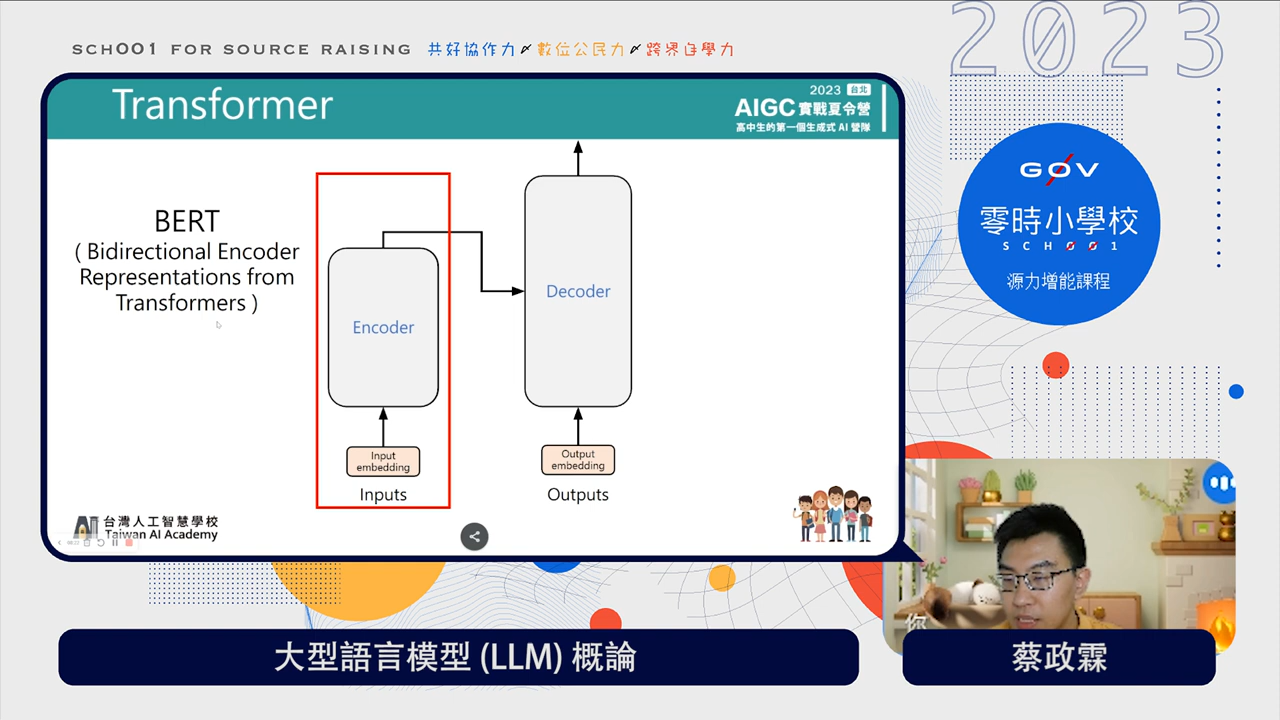 SCH001 FOR SOURCE RAISING 共好協作力 數位公民力 跨界自學力
2023
Transformer
2023 台北
AIGC 實戰夏令營
高中生的第一個生成式 AI 營隊
BERT
( Bidirectional Encoder
Representations from
Transformers )
Encoder
Decoder
Input
embedding
Output
embedding
Inputs
Outputs
台灣人工智慧學校
Taiwan AI Academy
G0V
零時小學校
SCH001
源力增能課程
你
大型語言模型 (LLM) 概論
蔡政霖